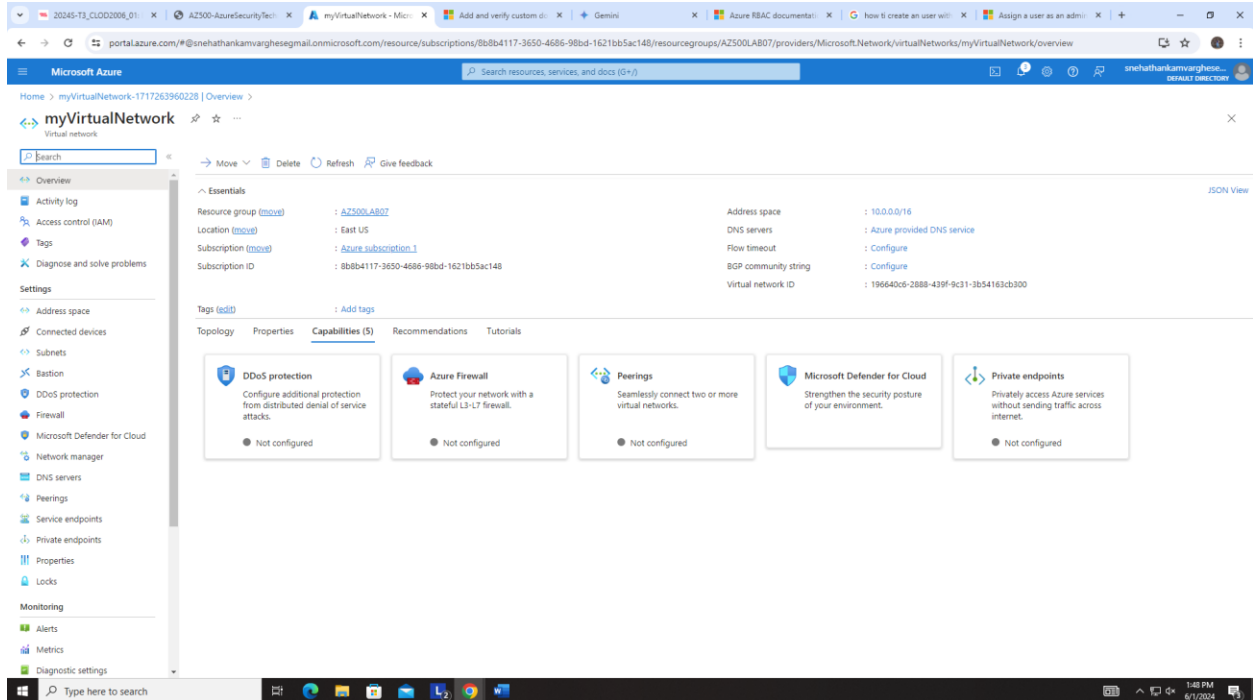 2024S-T3_CLOD2006_01:
AZ500-AzureSecurityTech
myVirtualNetwork - Micro
Add and verify custom do
Gemini
Azure RBAC documentati
how ti create an user with
Assign a user as an admin
portal.azure.com/#@snehathankamvarghesegmail.onmicrosoft.com/resource/subscriptions/8b8b4117-3650-4686-98bd-1621bb5ac148/resourcegroups/AZ500LAB07/providers/Microsoft.Network/virtualNetworks/myVirtualNetwork/overview
Microsoft Azure
Search resources, services, and docs (G+/)
snehathankamvarghese...
DEFAULT DIRECTORY
Home > myVirtualNetwork-1717263960228 | Overview >
myVirtualNetwork
Virtual network
Search
Overview
Activity log
Access control (IAM)
Tags
Diagnose and solve problems
Settings
Address space
Connected devices
Subnets
Bastion
DDoS protection
Firewall
Microsoft Defender for Cloud
Network manager
DNS servers
Peerings
Service endpoints
Private endpoints
Properties
Locks
Monitoring
Alerts
Metrics
Diagnostic settings
Move
Delete
Refresh
Give feedback
Essentials
JSON View
Resource group (move) : AZ500LAB07
Location (move) : East US
Subscription (move) : Azure subscription 1
Subscription ID : 8b8b4117-3650-4686-98bd-1621bb5ac148
Address space : 10.0.0.0/16
DNS servers : Azure provided DNS service
Flow timeout : Configure
BGP community string : Configure
Virtual network ID : 196640c6-2888-439f-9c31-3b54163cb300
Tags (edit) : Add tags
Topology Properties Capabilities (5) Recommendations Tutorials
DDoS protection
Configure additional protection
from distributed denial of service
attacks.
Not configured
Azure Firewall
Protect your network with a
stateful L3-L7 firewall.
Not configured
Peerings
Seamlessly connect two or more
virtual networks.
Not configured
Microsoft Defender for Cloud
Strengthen the security posture
of your environment.
Private endpoints
Privately access Azure services
without sending traffic across
internet.
Not configured
Type here to search
1:48 PM
6/1/2024